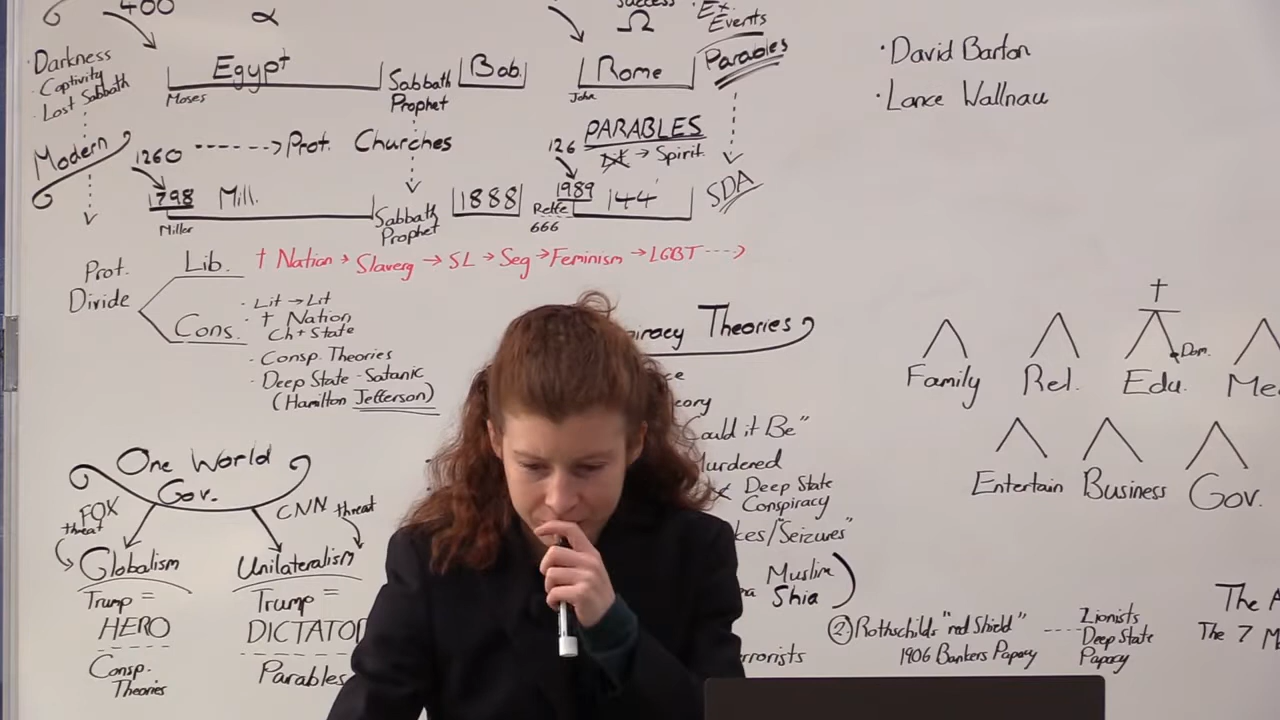 400
α
success
Ω
· Ex.
Events
Parables
· Darkness
· Captivity
· Lost Sabbath
Egypt
Moses
Sabbath
Prophet
Bab.
Rome
John
· David Barton
· Lance Wallnau
Modern
1260 -----> Prot. Churches
126
PARABLES
→ Spirit.
1798 Mill.
Miller
Sabbath
Prophet
1888
1989
666
144
SDA
Prot.
Divide
Lib.
† Nation → Slaverg → SL → Seg → Feminism → LGBT ---->
Cons.
· Lit → Lit
· † Nation
Ch + State
· Consp. Theories
· Deep State - Satanic
(Hamilton Jefferson)
Theories
Could it Be"
Murdered
Deep State
Conspiracy
"Seizures"
Muslim
Shia
†
Dom.
Family Rel. Edu.
Entertain Business Gov.
One World
Gov.
FOX
threat
CNN threat
Globalism
Trump =
HERO
Consp.
Theories
Unilateralism
Trump =
Parables
② Rothschilds "red Shield" ---- Zionists
Deep State
Papacy
1906 Bankers Papacy
The
The 7